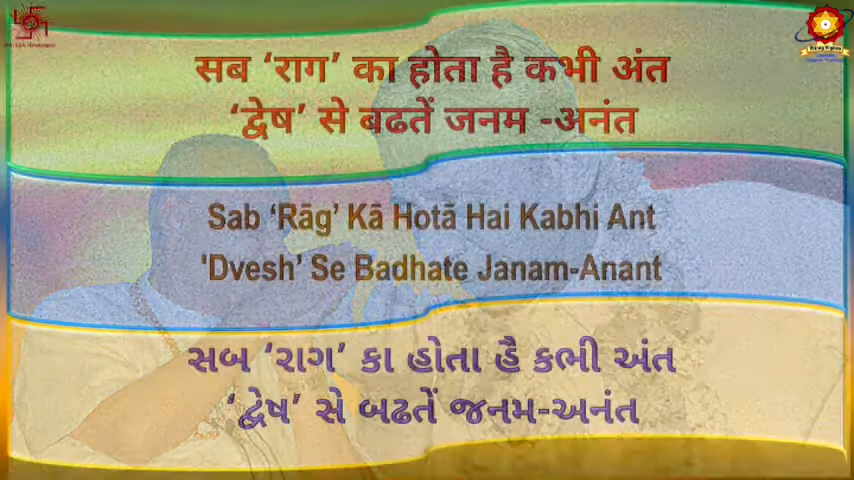 सब ‘राग’ का होता है कभी अंत
‘द्वेष’ से बढतें जनम -अनंत
Sab ‘Rāg’ Kā Hotā Hai Kabhi Ant
'Dvesh’ Se Badhate Janam-Anant
સબ ‘રાગ’ કા હોતા હૈ કભી અંત
‘દ્વેષ’ સે બઢતેં જનમ-અનંત